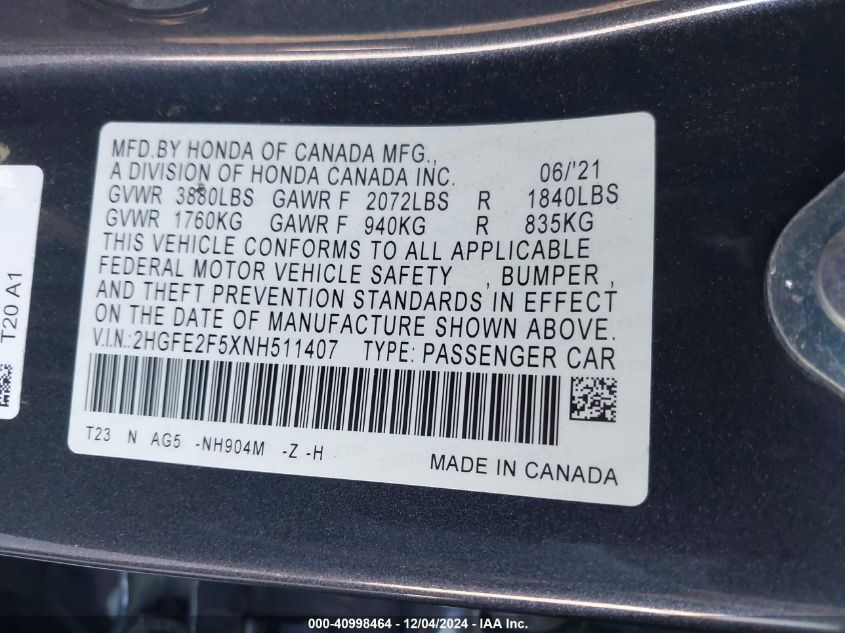 MFD.BY HONDA OF CANADA MFG.,
A DIVISION OF HONDA CANADA INC. 06/'21
GVWR 3880LBS GAWR F 2072LBS R 1840LBS
GVWR 1760KG GAWR F 940KG R 835KG
THIS VEHICLE CONFORMS TO ALL APPLICABLE
FEDERAL MOTOR VEHICLE SAFETY , BUMPER ,
AND THEFT PREVENTION STANDARDS IN EFFECT
ON THE DATE OF MANUFACTURE SHOWN ABOVE.
V.I.N.:2HGFE2F5XNH511407 TYPE: PASSENGER CAR
T23 N AG5 -NH904M -Z -H
MADE IN CANADA
T20 A1
000-40998464 - 12/04/2024 - IAA Inc.